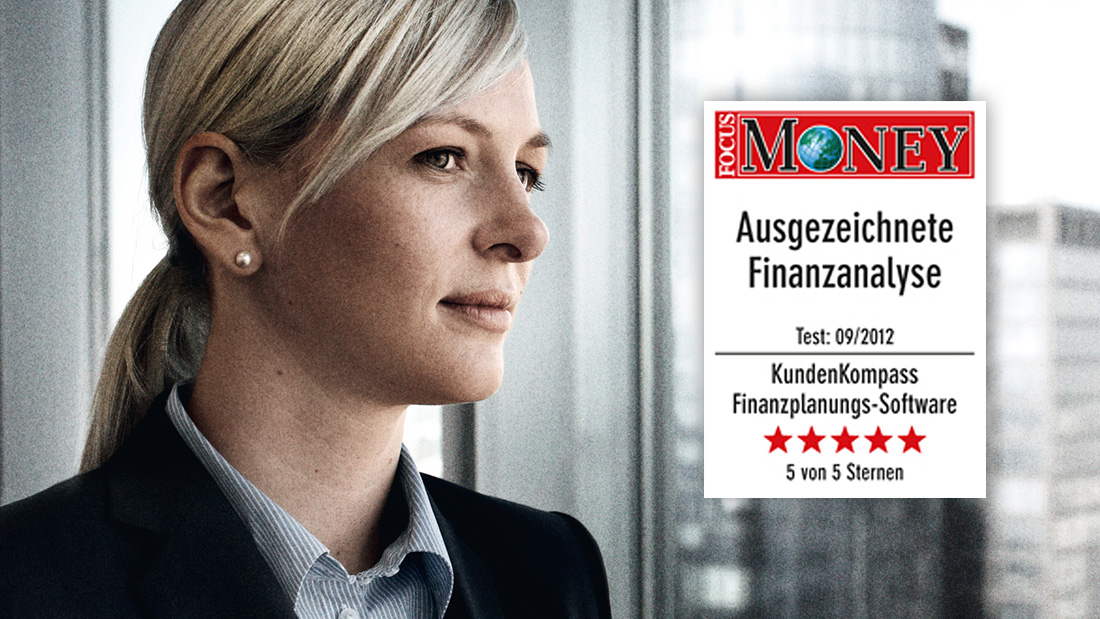 FOCUS
MONEY
Ausgezeichnete
Finanzanalyse
Test: 09/2012
KundenKompass
Finanzplanungs-Software
5 von 5 Sternen